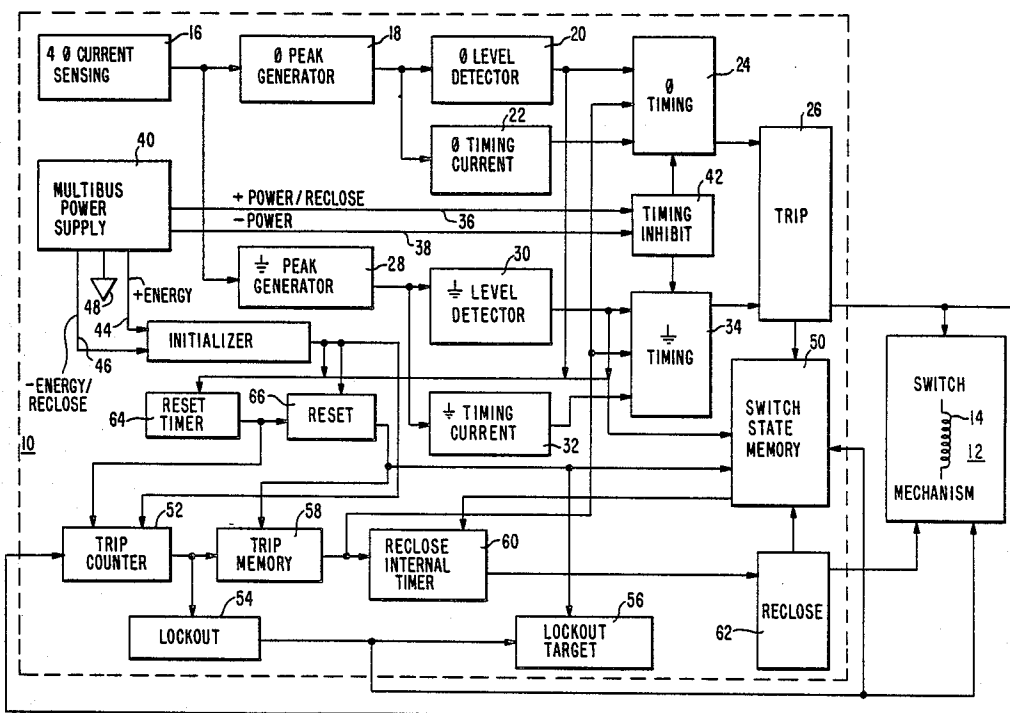 4 Ø CURRENT
SENSING
16
Ø PEAK
GENERATOR
18
Ø LEVEL
DETECTOR
20
Ø
TIMING
24
22
Ø TIMING
CURRENT
26
TRIP
40
MULTIBUS
POWER
SUPPLY
+ POWER/RECLOSE
36
- POWER
38
42
TIMING
INHIBIT
⏚ PEAK
GENERATOR
28
30
⏚ LEVEL
DETECTOR
⏚
TIMING
34
48
+ENERGY
44
46
-ENERGY/
RECLOSE
INITIALIZER
50
SWITCH
STATE
MEMORY
SWITCH
14
12
MECHANISM
RESET
TIMER
64
66
RESET
⏚ TIMING
CURRENT
32
10
52
TRIP
COUNTER
58
TRIP
MEMORY
RECLOSE
INTERNAL
TIMER
60
RECLOSE
62
54
LOCKOUT
56
LOCKOUT
TARGET